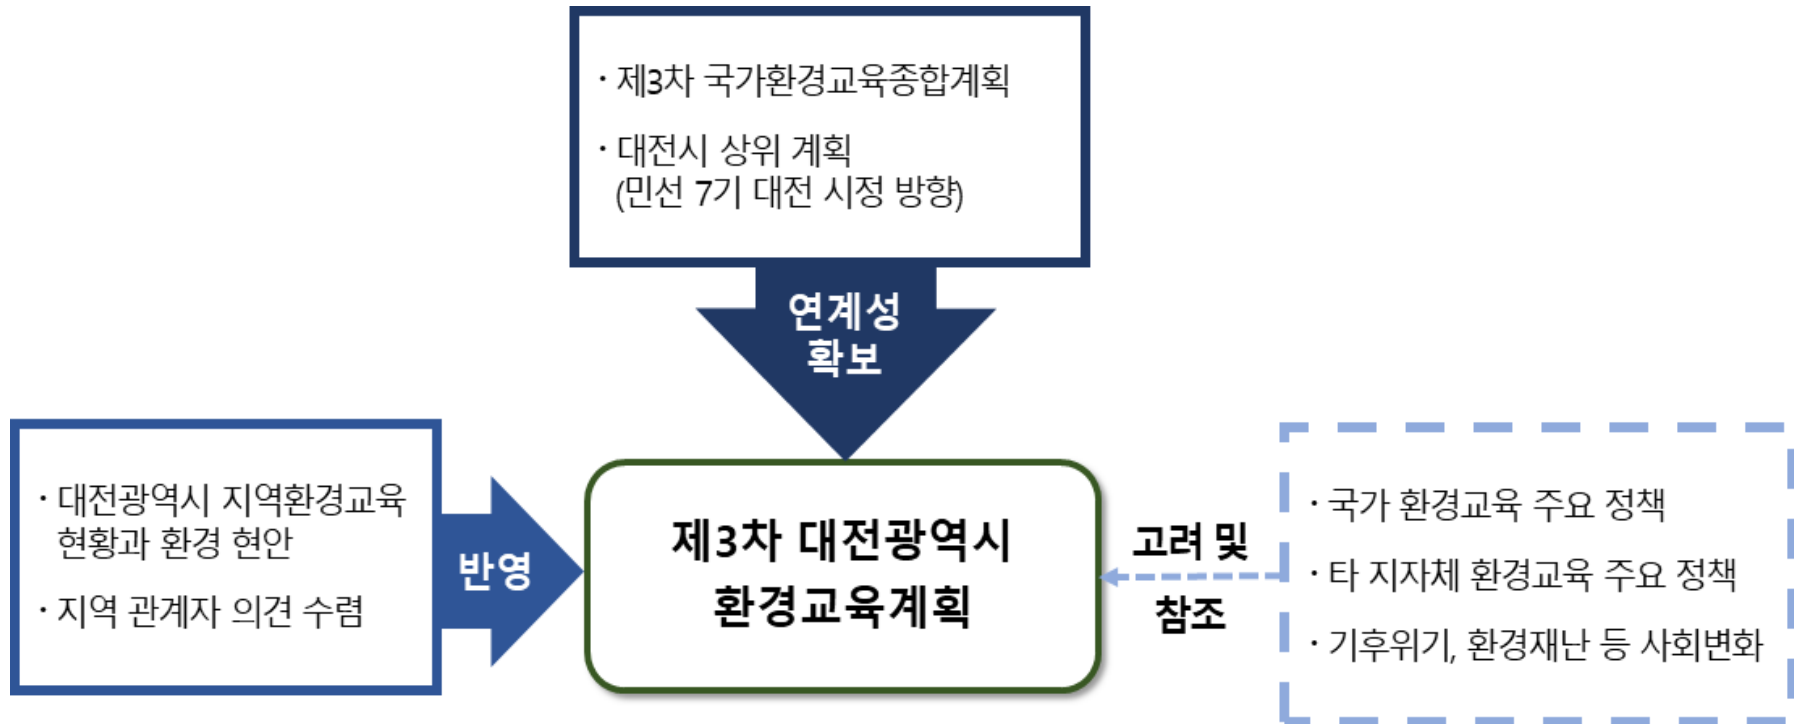 · 제3차 국가환경교육종합계획
· 대전시 상위 계획
(민선 7기 대전 시정 방향)
연계성
확보
· 대전광역시 지역환경교육
현황과 환경 현안
· 지역 관계자 의견 수렴
반영
제3차 대전광역시
환경교육계획
고려 및
참조
· 국가 환경교육 주요 정책
· 타 지자체 환경교육 주요 정책
· 기후위기, 환경재난 등 사회변화